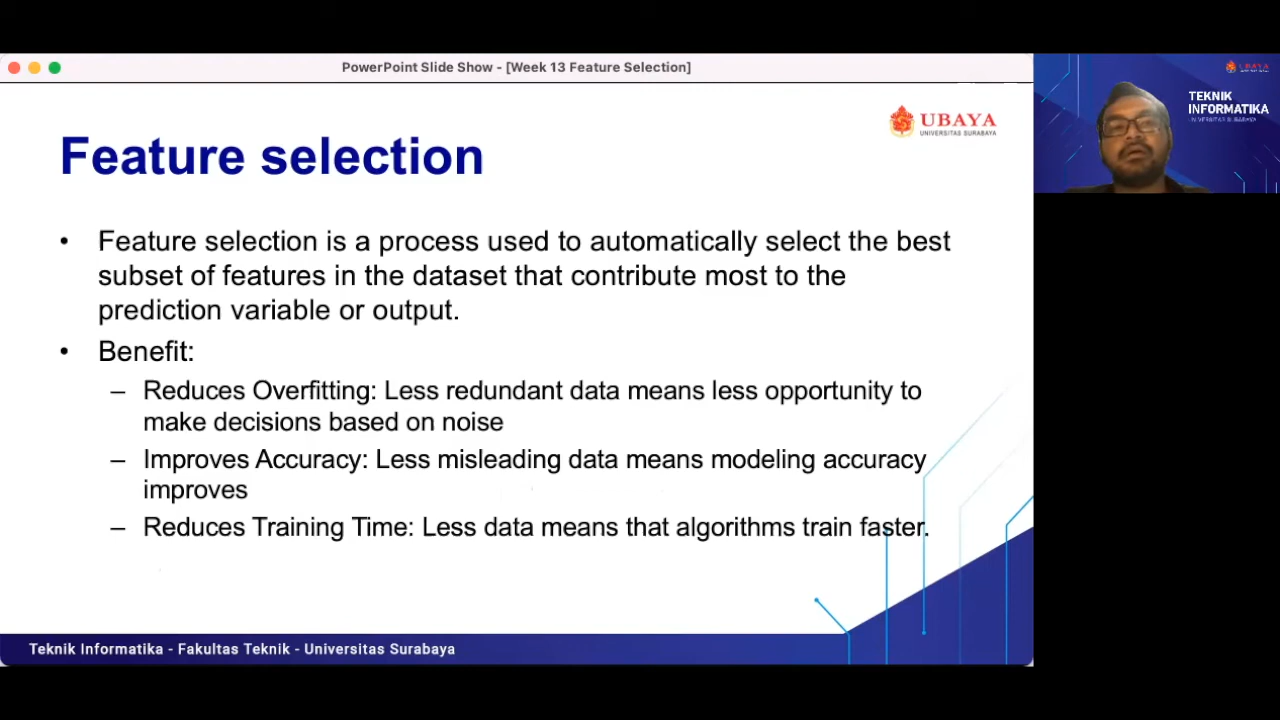 PowerPoint Slide Show - [Week 13 Feature Selection]
UBAYA
UNIVERSITAS SURABAYA
Feature selection
• Feature selection is a process used to automatically select the best
subset of features in the dataset that contribute most to the
prediction variable or output.
• Benefit:
– Reduces Overfitting: Less redundant data means less opportunity to
make decisions based on noise
– Improves Accuracy: Less misleading data means modeling accuracy
improves
– Reduces Training Time: Less data means that algorithms train faster.
Teknik Informatika - Fakultas Teknik - Universitas Surabaya
UBAYA
TEKNIK
INFORMATIKA
UNIVERSITAS SURABAYA